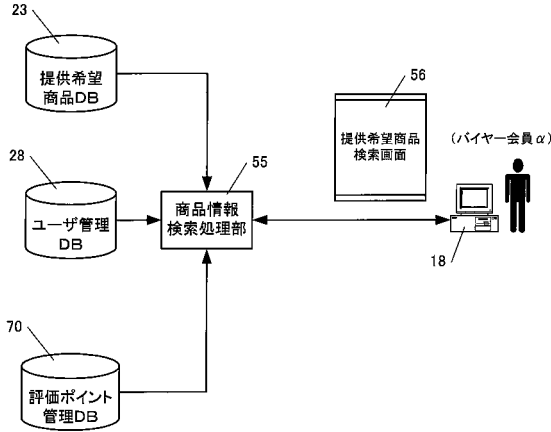 23
提供希望
商品DB
56
提供希望商品
検索画面
(バイヤー会員α)
28
ユーザ管理
DB
55
商品情報
検索処理部
18
70
評価ポイント
管理DB